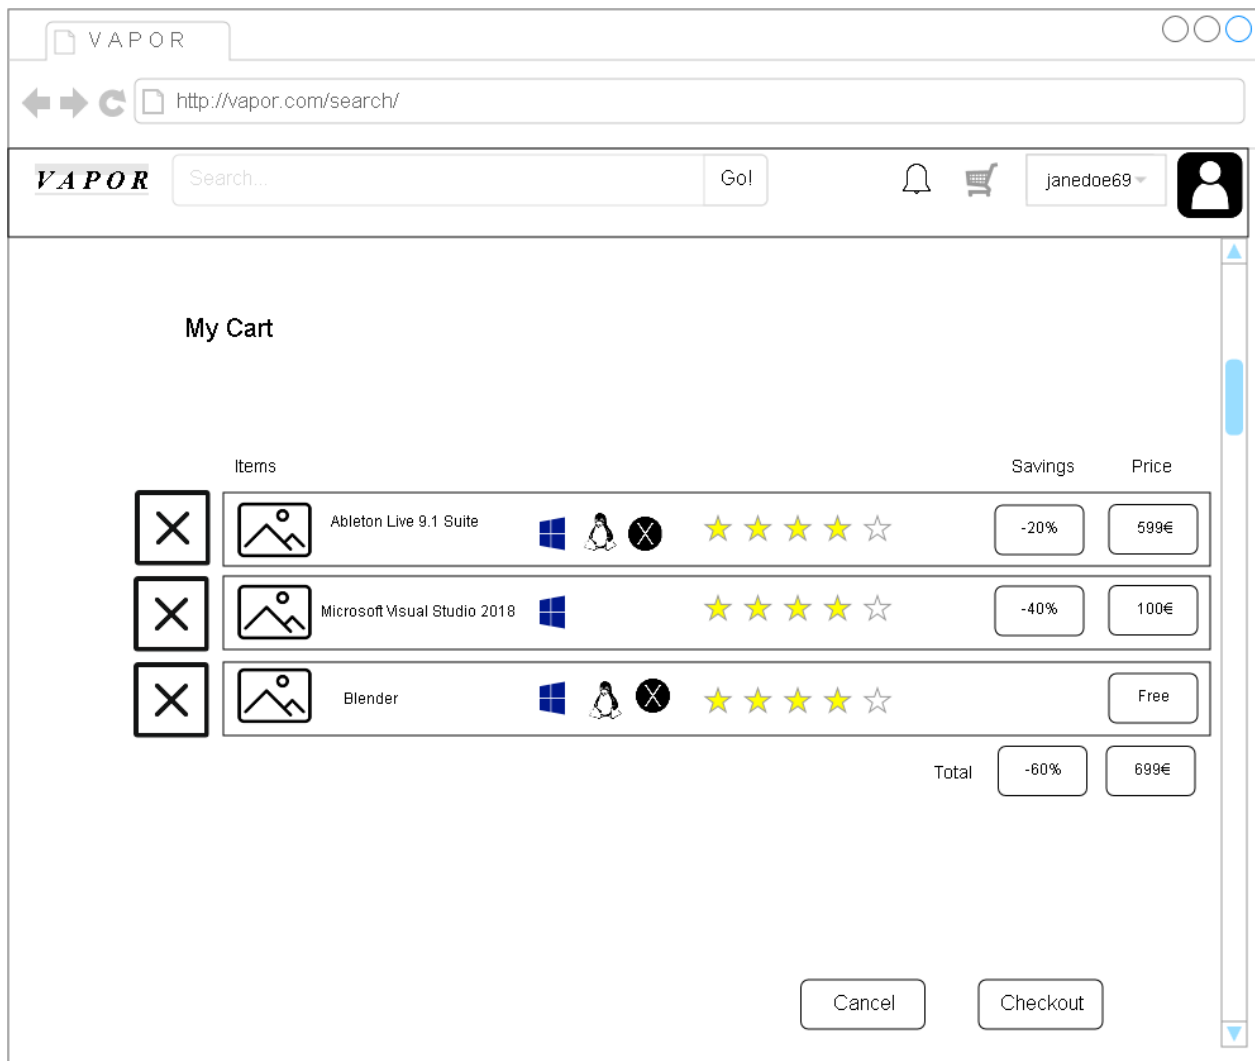 VAPOR
http://vapor.com/search/
VAPOR
Search...
Go!
janedoe69
My Cart
Items Savings Price
Ableton Live 9.1 Suite -20% 599€
Microsoft Visual Studio 2018 -40% 100€
Blender Free
Total -60% 699€
Cancel Checkout